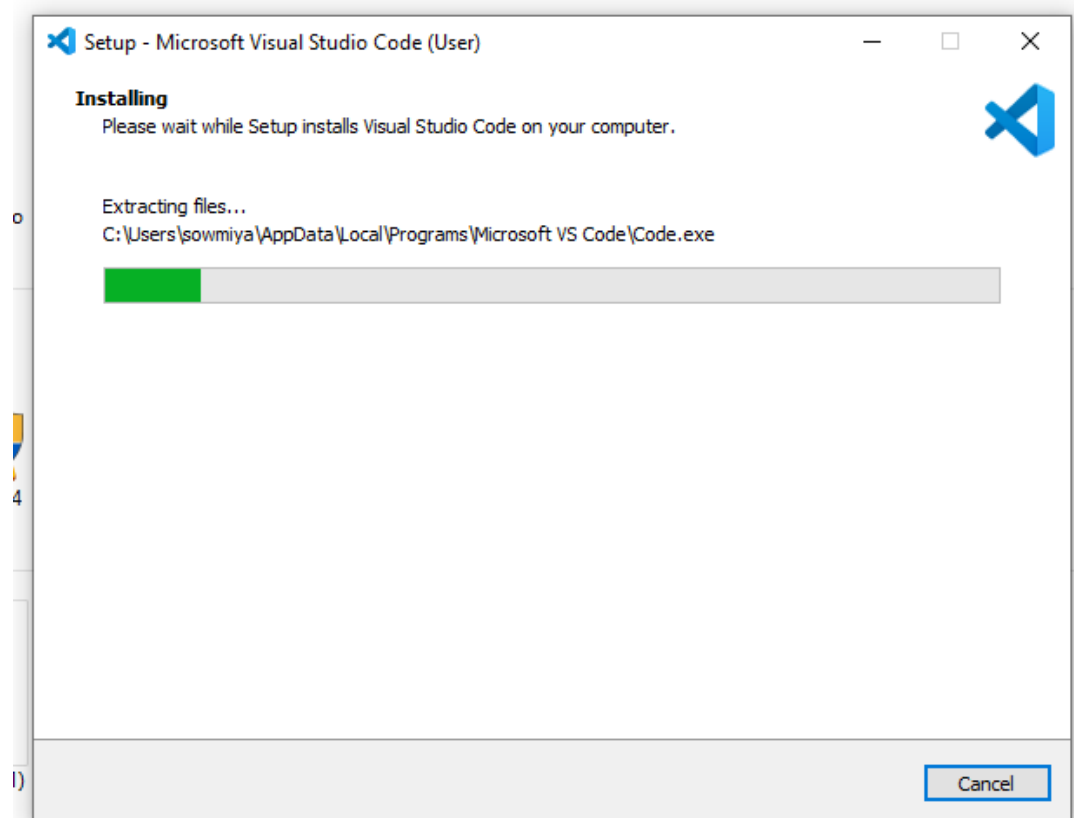 Setup - Microsoft Visual Studio Code (User)
Installing
Please wait while Setup installs Visual Studio Code on your computer.
Extracting files...
o
C:\Users\sowmiya\AppData\Local\Programs\Microsoft VS Code\Code.exe
4
Cancel
)